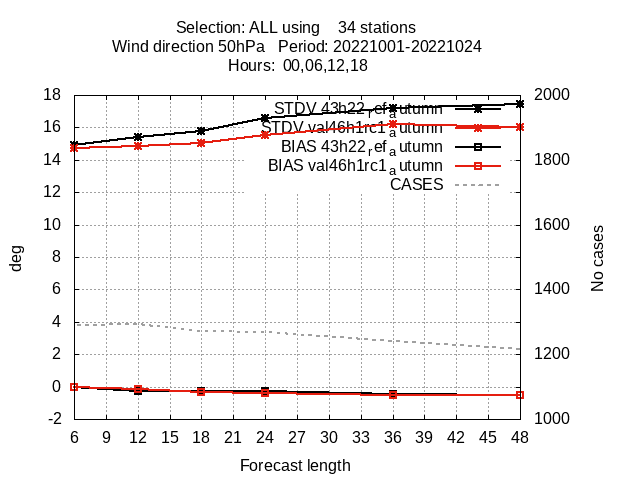 Selection: ALL using    34 stations
Wind direction 50hPa   Period: 20221001-20221024
Hours: 00,06,12,18
18 2000
STDV 43h22_ref_autumn
16 STDV val46h1rc1_autumn
BIAS 43h22_ref_autumn
14 BIAS val46h1rc1_autumn 1800
12 CASES
10 1600
8
6 1400
4
2 1200
0
-2 1000
deg
No cases
6 9 12 15 18 21 24 27 30 33 36 39 42 45 48
Forecast length